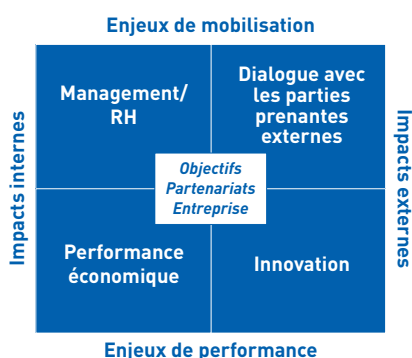 Enjeux de mobilisation
Impacts internes
Management/
RH
Dialogue avec
les parties
prenantes
externes
Impacts externes
Objectifs
Partenariats
Entreprise
Performance
économique
Innovation
Enjeux de performance